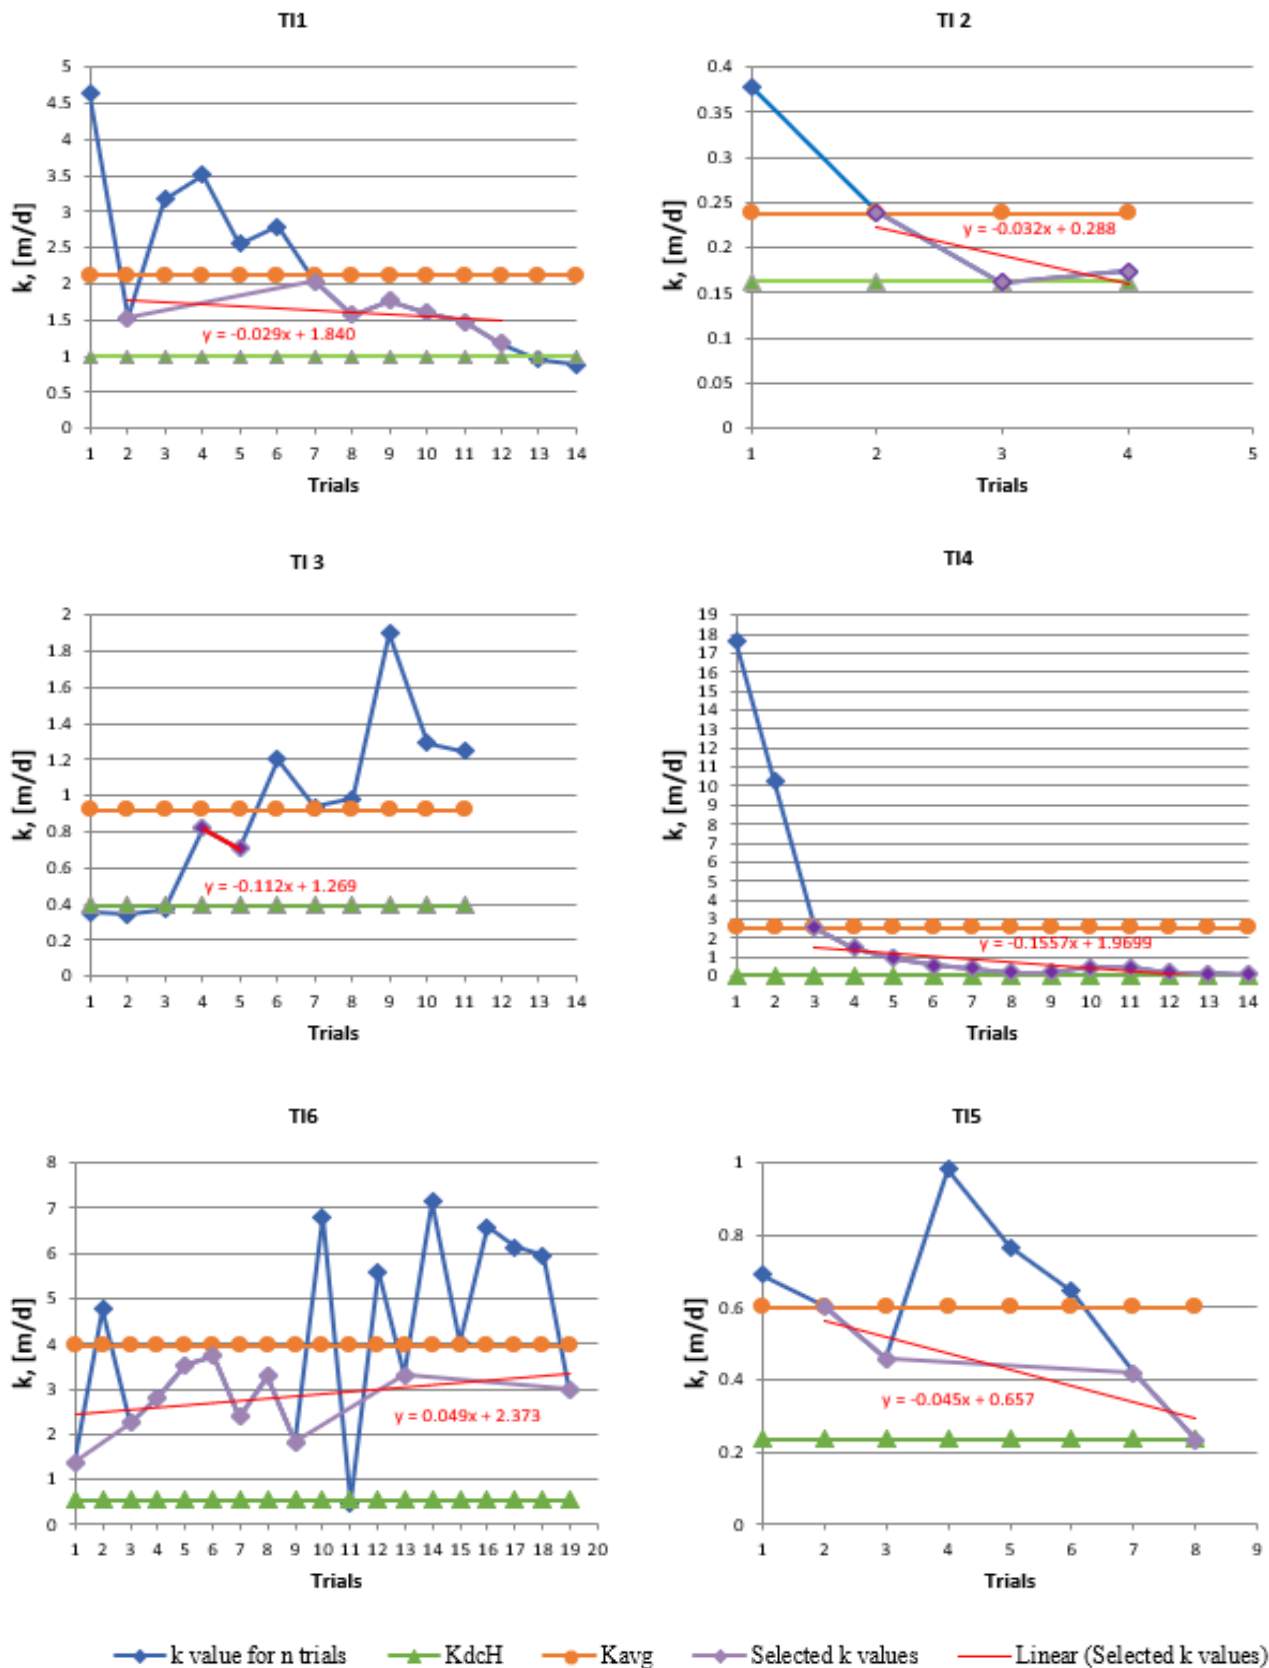 TI1
5
4.5
4
3.5
3
2.5
2
1.5
1
0.5
0
k, [m/d]
y = -0.029x + 1.840
1 2 3 4 5 6 7 8 9 10 11 12 13 14
Trials
TI 2
0.4
0.35
0.3
0.25
0.2
0.15
0.1
0.05
0
k, [m/d]
y = -0.032x + 0.288
1 2 3 4 5
Trials
TI 3
2
1.8
1.6
1.4
1.2
1
0.8
0.6
0.4
0.2
0
k, [m/d]
y = -0.112x + 1.269
1 2 3 4 5 6 7 8 9 10 11 12 13 14
Trials
TI4
19
18
17
16
15
14
13
12
11
10
9
8
7
6
5
4
3
2
1
0
k, [m/d]
y = -0.1557x + 1.9699
1 2 3 4 5 6 7 8 9 10 11 12 13 14
Trials
TI6
8
7
6
5
4
3
2
1
0
k, [m/d]
y = 0.049x + 2.373
1 2 3 4 5 6 7 8 9 10 11 12 13 14 15 16 17 18 19 20
Trials
TI5
1
0.8
0.6
0.4
0.2
0
k, [m/d]
y = -0.045x + 0.657
1 2 3 4 5 6 7 8 9
Trials
k value for n trials KdcH Kavg Selected k values Linear (Selected k values)